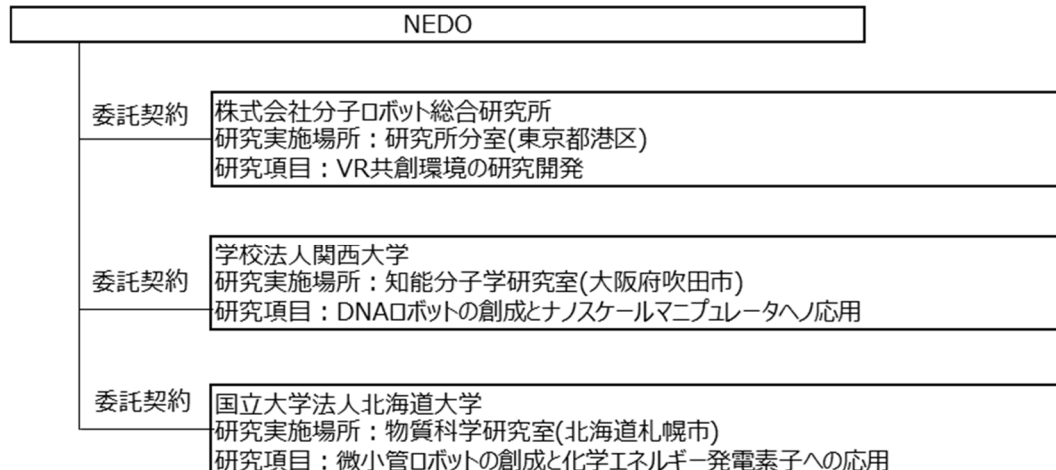 NEDO
委託契約
株式会社分子ロボット総合研究所
研究実施場所：研究所分室(東京都港区)
研究項目：VR共創環境の研究開発
委託契約
学校法人関西大学
研究実施場所：知能分子学研究室(大阪府吹田市)
研究項目：DNAロボットの創成とナノスケールマニプュレータヘノ応用
委託契約
国立大学法人北海道大学
研究実施場所：物質科学研究室(北海道札幌市)
研究項目：微小管ロボットの創成と化学エネルギー発電素子への応用